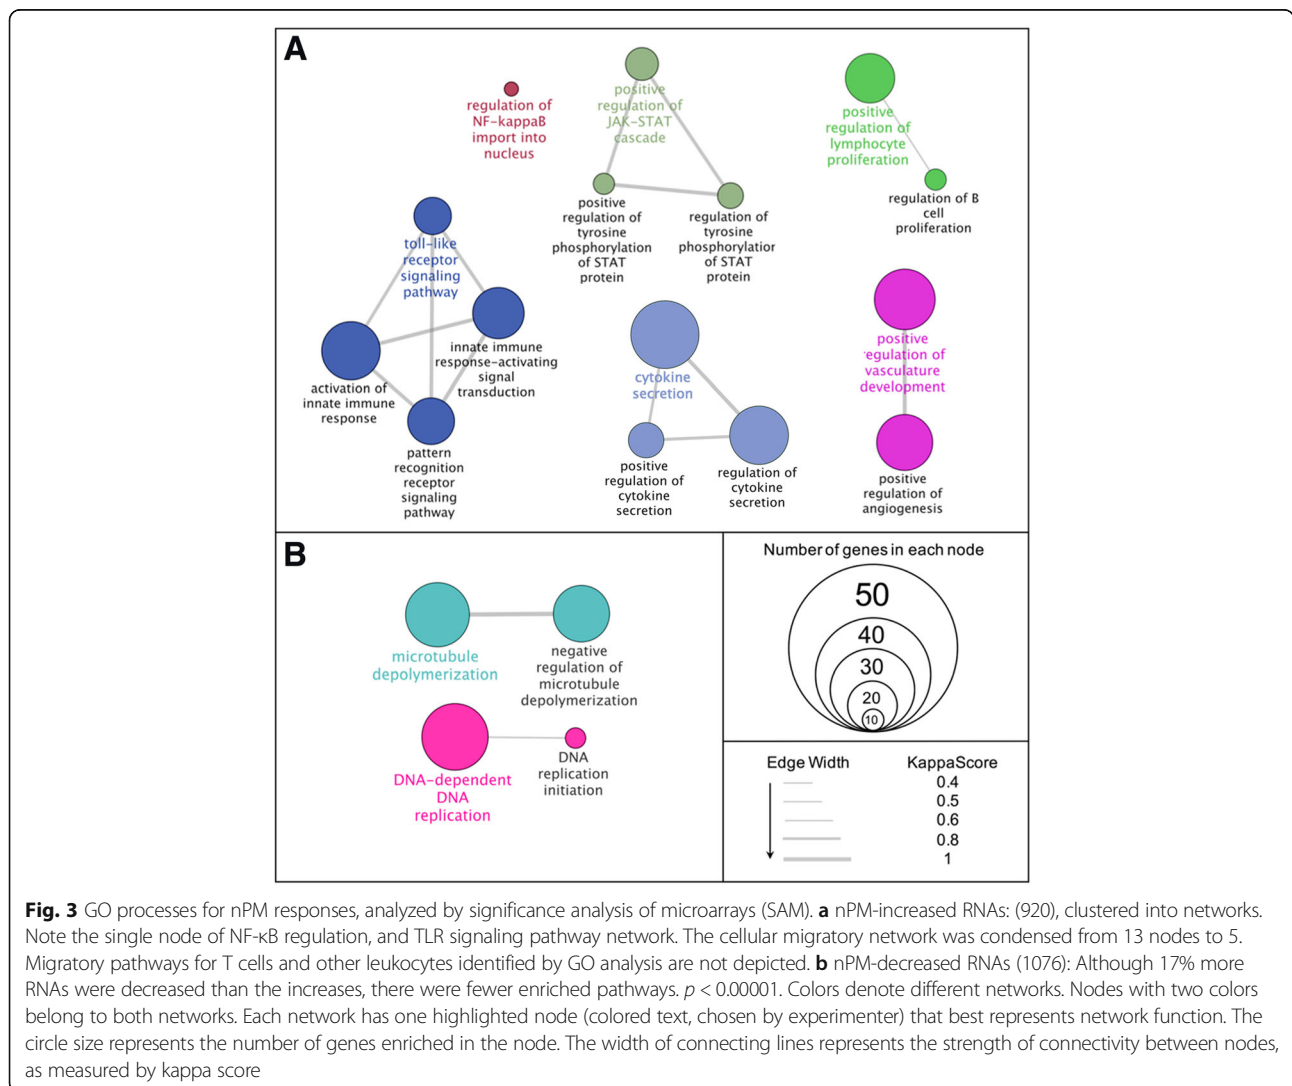 A
regulation of
NF-kappaB
import into
nucleus
positive
regulation of
JAK-STAT
cascade
positive
regulation of
tyrosine
phosphorylation
of STAT
protein
regulation of
tyrosine
phosphorylation
of STAT
protein
positive
regulation of
lymphocyte
proliferation
regulation of B
cell
proliferation
toll-like
receptor
signaling
pathway
innate immune
response-activating
signal
transduction
activation of
innate immune
response
pattern
recognition
receptor
signaling
pathway
cytokine
secretion
positive
regulation of
cytokine
secretion
regulation of
cytokine
secretion
positive
regulation of
vasculature
development
positive
regulation of
angiogenesis
B
microtubule
depolymerization
negative
regulation of
microtubule
depolymerization
DNA-dependent
DNA
replication
DNA
replication
initiation
Number of genes in each node
50
40
30
20
10
Edge Width KappaScore
0.4
0.5
0.6
0.8
1
Fig. 3 GO processes for nPM responses, analyzed by significance analysis of microarrays (SAM). a nPM-increased RNAs: (920), clustered into networks.
Note the single node of NF-κB regulation, and TLR signaling pathway network. The cellular migratory network was condensed from 13 nodes to 5.
Migratory pathways for T cells and other leukocytes identified by GO analysis are not depicted. b nPM-decreased RNAs (1076): Although 17% more
RNAs were decreased than the increases, there were fewer enriched pathways. p < 0.00001. Colors denote different networks. Nodes with two colors
belong to both networks. Each network has one highlighted node (colored text, chosen by experimenter) that best represents network function. The
circle size represents the number of genes enriched in the node. The width of connecting lines represents the strength of connectivity between nodes,
as measured by kappa score